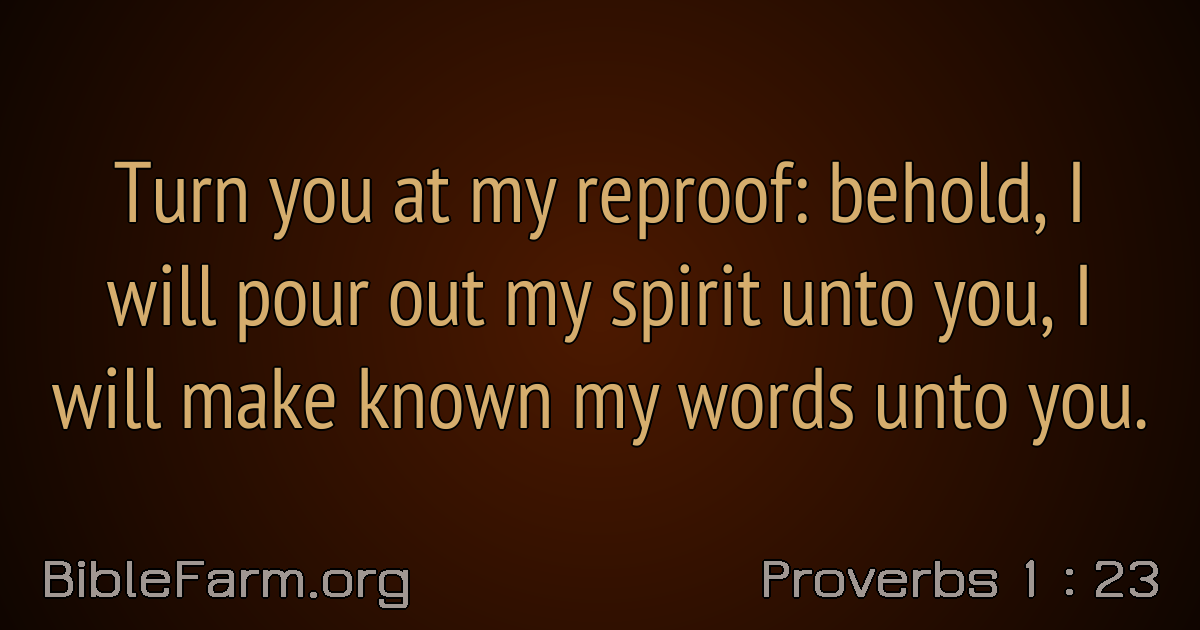 Turn you at my reproof: behold, I
will pour out my spirit unto you, I
will make known my words unto you.
BibleFarm.org
Proverbs 1 : 23